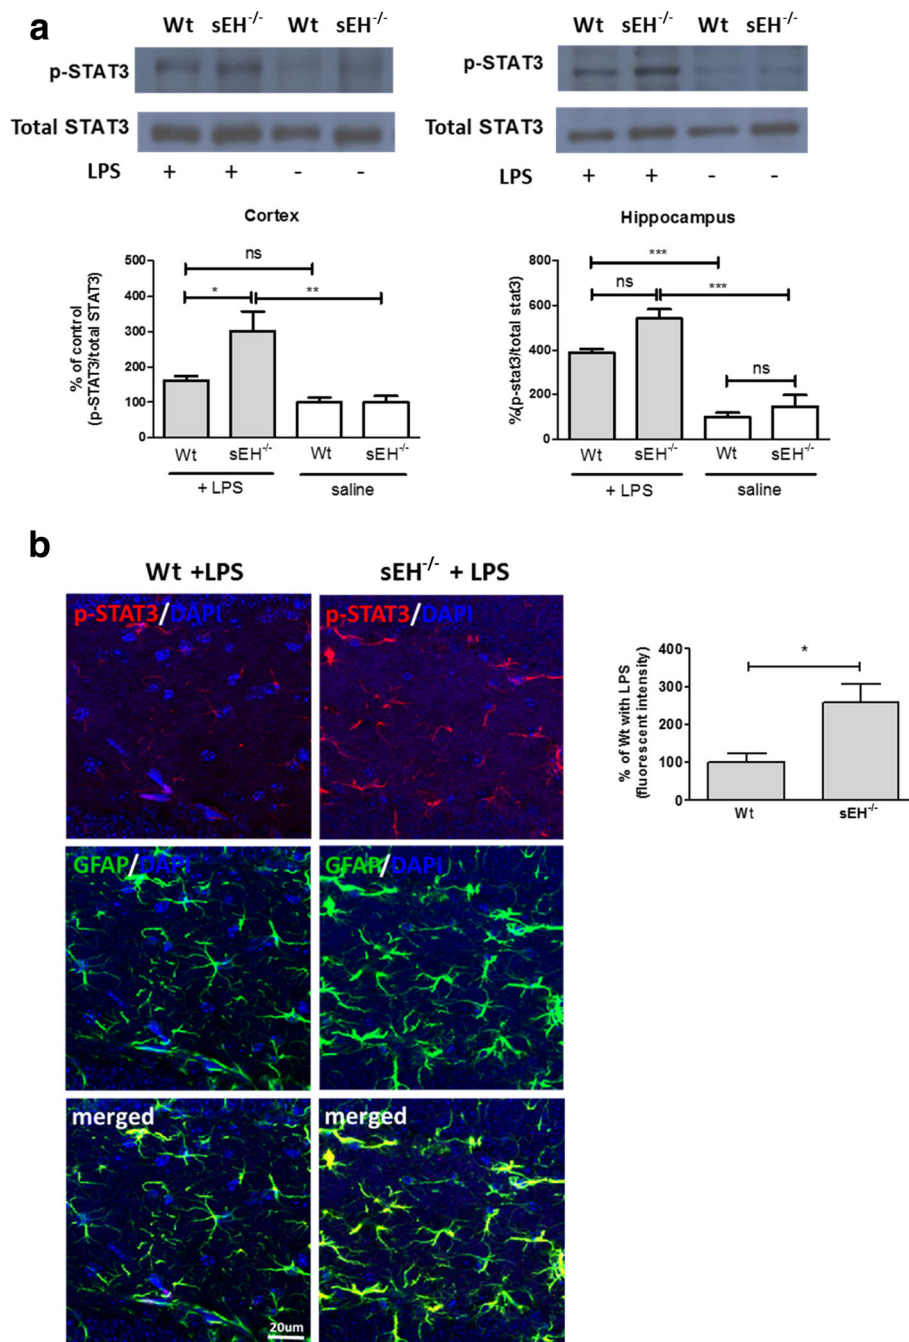 a
Wt sEH-/- Wt sEH-/-
p-STAT3
Total STAT3
LPS + + - -
Cortex
% of control
(p-STAT3/total STAT3)
500
400
300
200
100
0
ns
*
**
Wt sEH-/- Wt sEH-/-
+ LPS saline
Wt sEH-/- Wt sEH-/-
p-STAT3
Total STAT3
LPS + + - -
Hippocampus
%(p-stat3/total stat3)
800
600
400
200
0
***
ns
***
ns
Wt sEH-/- Wt sEH-/-
+ LPS saline
b
Wt +LPS sEH-/- + LPS
p-STAT3/DAPI p-STAT3/DAPI
GFAP/DAPI GFAP/DAPI
merged merged
20um
% of Wt with LPS
(fluorescent intensity)
400
300
200
100
0
*
Wt sEH-/-